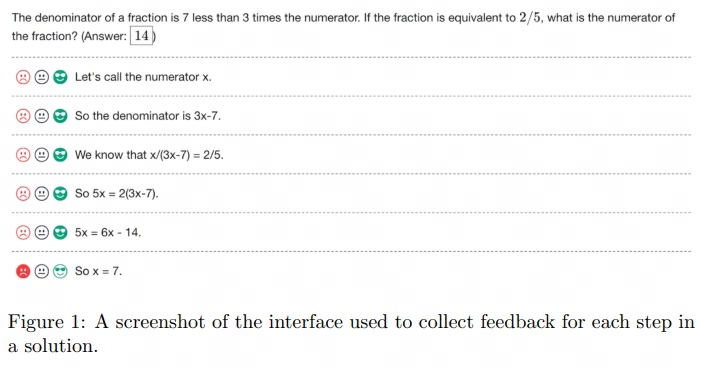 The denominator of a fraction is 7 less than 3 times the numerator. If the fraction is equivalent to 2/5, what is the numerator of
the fraction? (Answer: 14)
Let's call the numerator x.
So the denominator is 3x-7.
We know that x/(3x-7) = 2/5.
So 5x = 2(3x-7).
5x = 6x - 14.
So x = 7.
Figure 1: A screenshot of the interface used to collect feedback for each step in
a solution.